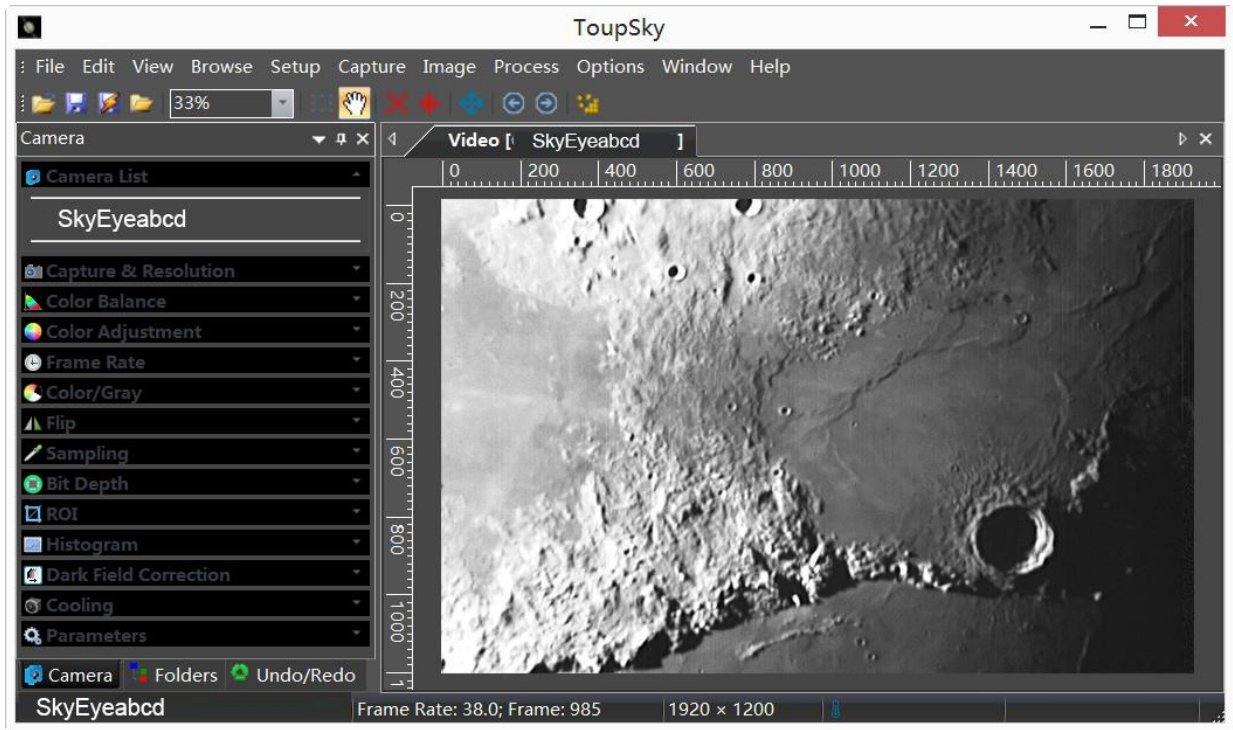 ToupSky
File Edit View Browse Setup Capture Image Process Options Window Help
33%
Camera
Camera List
SkyEyeabcd
Capture & Resolution
Color Balance
Color Adjustment
Frame Rate
Color/Gray
Flip
Sampling
Bit Depth
ROI
Histogram
Dark Field Correction
Cooling
Parameters
Camera Folders Undo/Redo
Video [ SkyEyeabcd ]
0 200 400 600 800 1000 1200 1400 1600 1800
0
200
400
600
800
1000
1
SkyEyeabcd Frame Rate: 38.0; Frame: 985 1920 × 1200